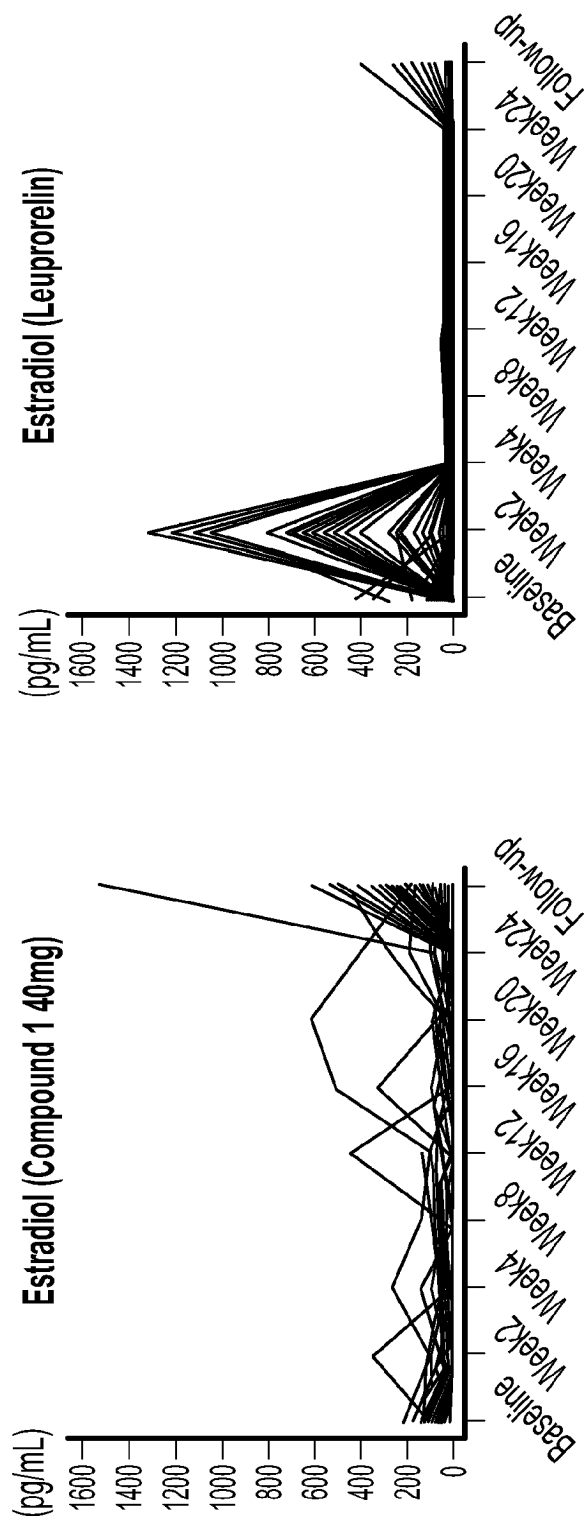 Estradiol (Compound 1 40mg)
(pg/mL)
1600
1400
1200
1000
800
600
400
200
0
Baseline
Week2
Week4
Week8
Week12
Week16
Week20
Week24
Follow-up
Estradiol (Leuprorelin)
(pg/mL)
1600
1400
1200
1000
800
600
400
200
0
Baseline
Week2
Week4
Week8
Week12
Week16
Week20
Week24
Follow-up